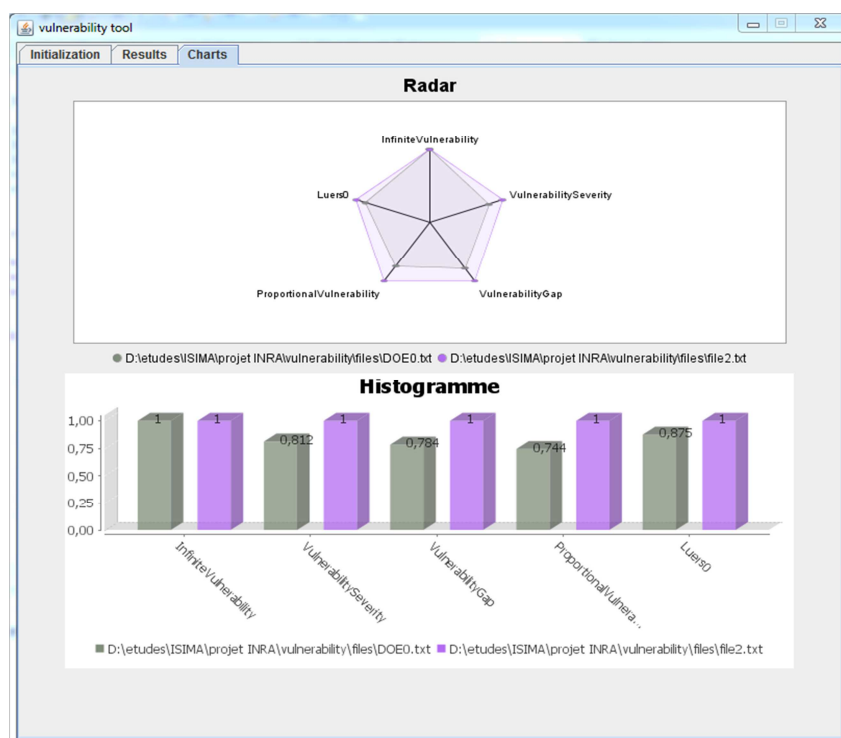 vulnerability tool
Initialization Results Charts
Radar
InfiniteVulnerability
Luers0 VulnerabilitySeverity
ProportionalVulnerability VulnerabilityGap
D:\etudes\ISIMA\projet INRA\vulnerability\files\DOE0.txt D:\etudes\ISIMA\projet INRA\vulnerability\files\file2.txt
Histogramme
1,00
0,75
0,50
0,25
0,00
1 1 0,812 1 0,784 1 0,744 1 0,875 1
InfiniteVulnerability
VulnerabilitySeverity
VulnerabilityGap
ProportionalVulnera...
Luers0
D:\etudes\ISIMA\projet INRA\vulnerability\files\DOE0.txt D:\etudes\ISIMA\projet INRA\vulnerability\files\file2.txt